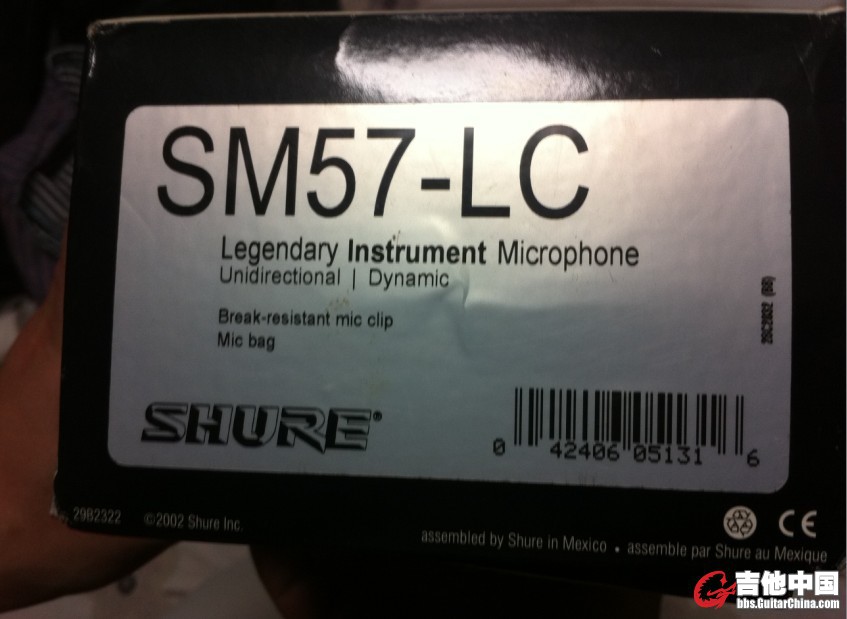 SM57-LC
Legendary Instrument Microphone
Unidirectional | Dynamic
Break-resistant mic clip
Mic bag
SHURE®
0 42406 05131 6
29B2322 ©2002 Shure Inc.
assembled by Shure in Mexico . assemble par Shure au Mexique
CE
吉他中国
bbs.GuitarChina.com